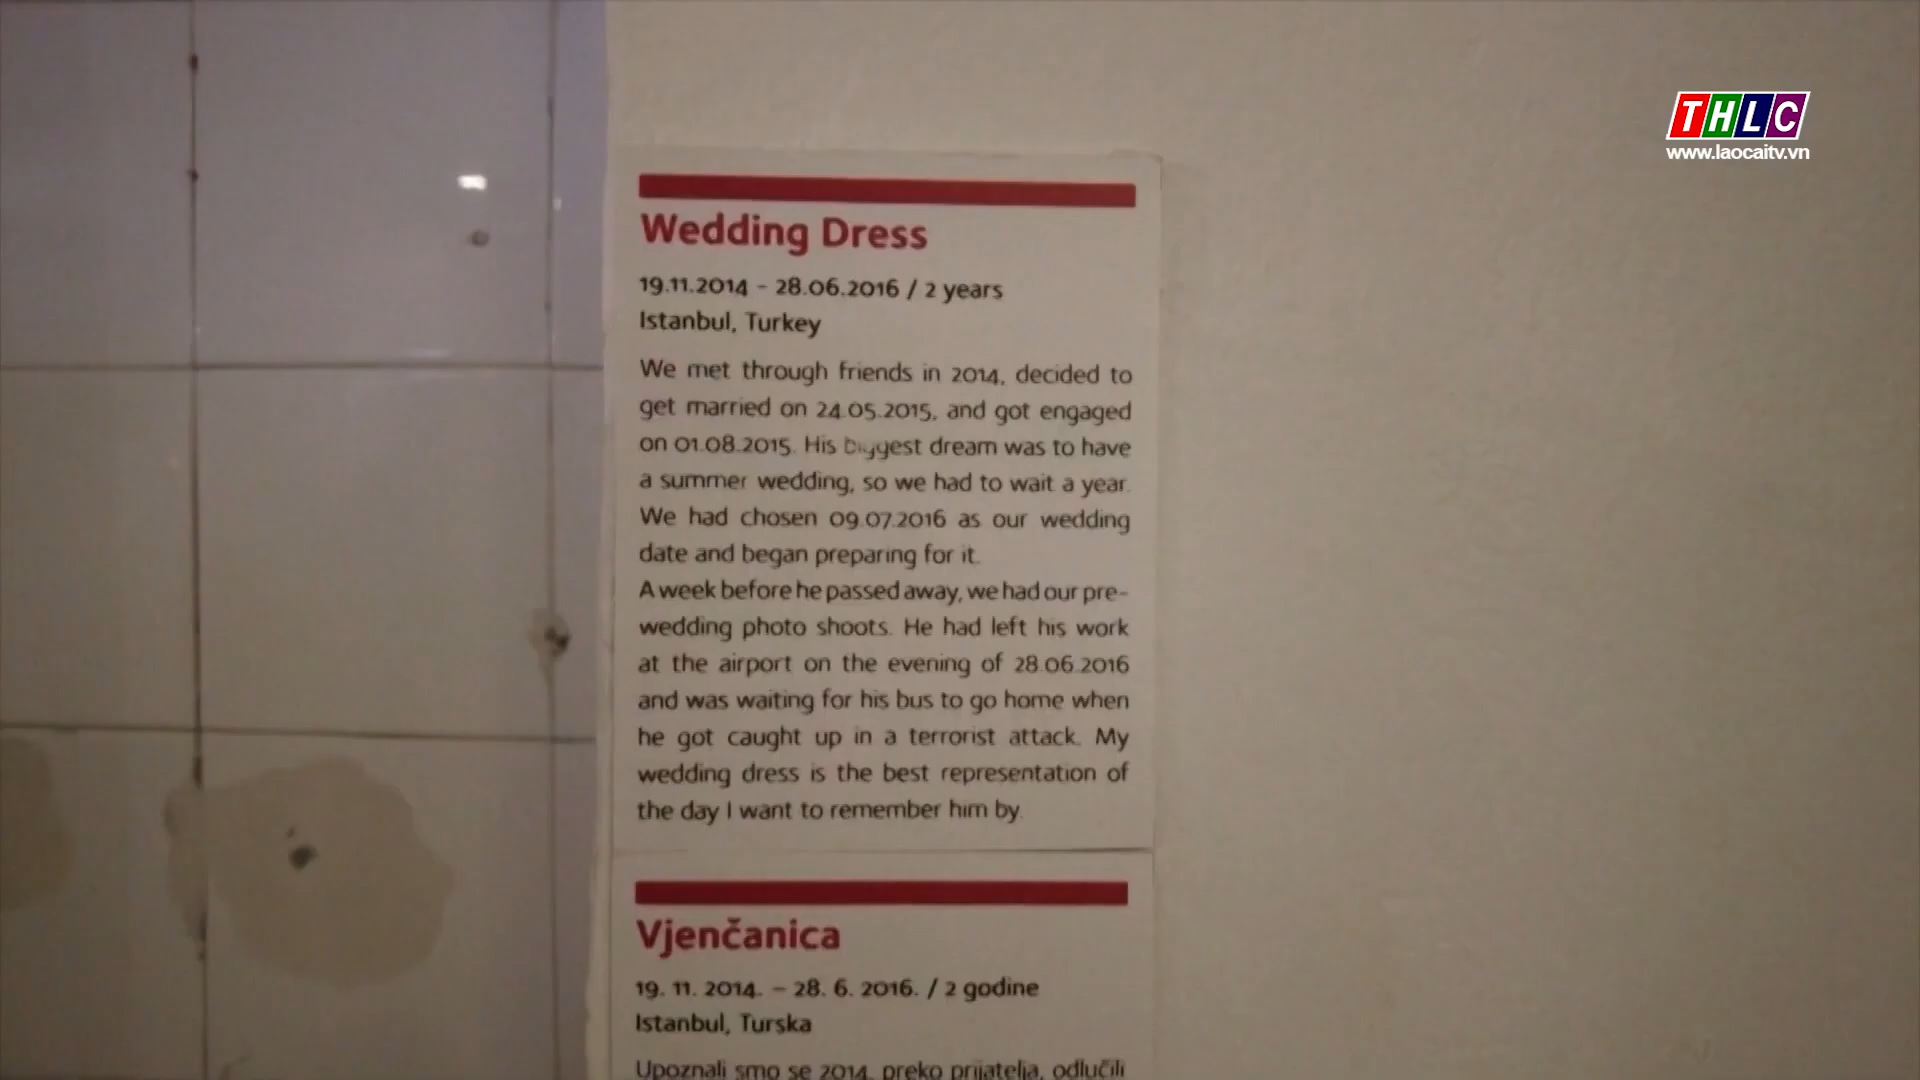 THLC
www.laocaitv.vn
Wedding Dress
19.11.2014 - 28.06.2016 / 2 years
Istanbul, Turkey
We met through friends in 2014, decided to
get married on 24.05.2015, and got engaged
on 01.08.2015. His biggest dream was to have
a summer wedding, so we had to wait a year.
We had chosen 09.07.2016 as our wedding
date and began preparing for it.
A week before he passed away, we had our pre-
wedding photo shoots. He had left his work
at the airport on the evening of 28.06.2016
and was waiting for his bus to go home when
he got caught up in a terrorist attack. My
wedding dress is the best representation of
the day I want to remember him by.
Vjenčanica
19. 11. 2014. – 28. 6. 2016. / 2 godine
Istanbul, Turska
Upoznali smo se 2014. preko prijatelja, odlučili